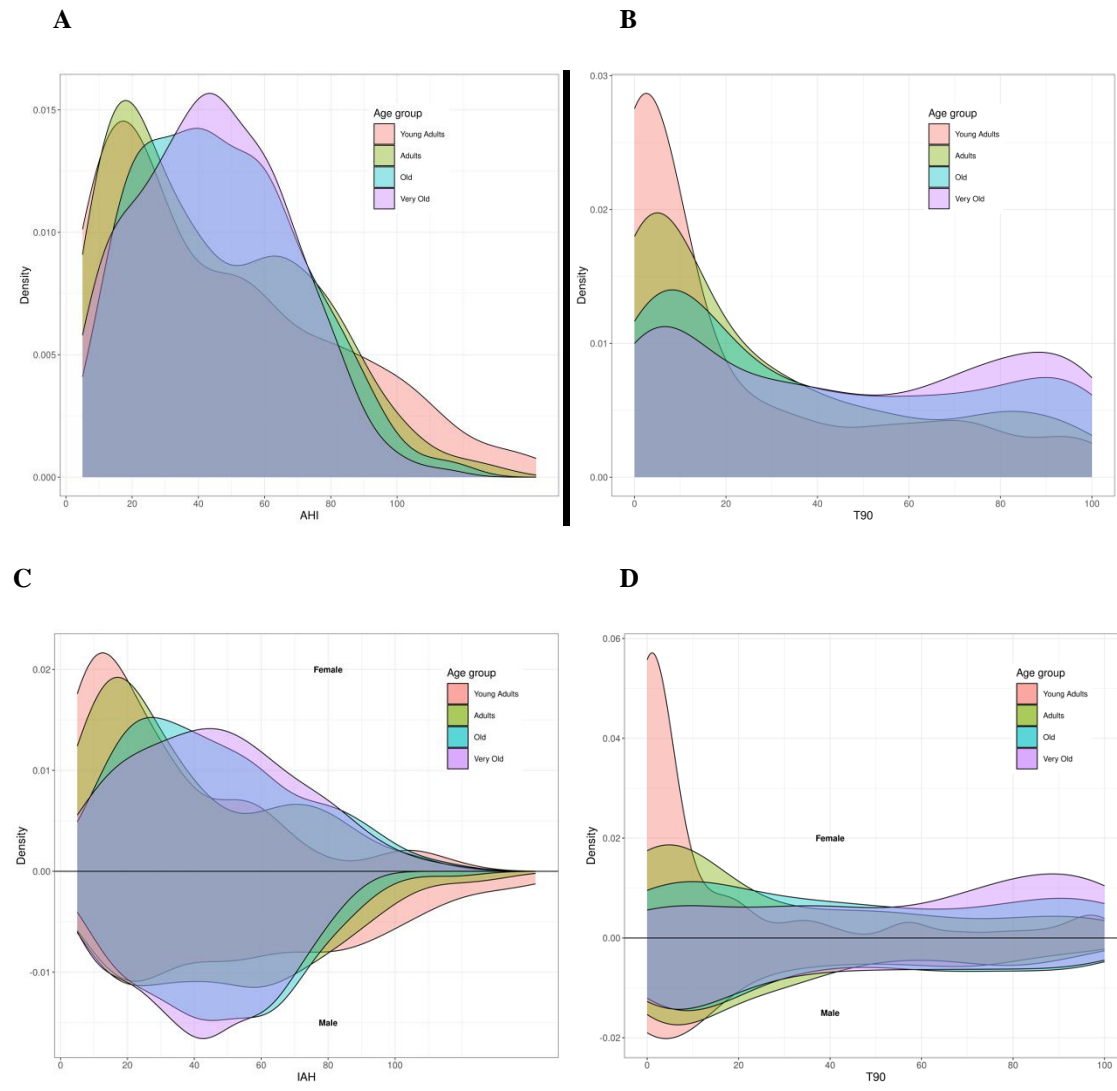 A
B
Age group
Young Adults
Adults
Old
Very Old
0.015
0.010
0.005
0.000
Density
0 20 40 60 80 100
AHI
Age group
Young Adults
Adults
Old
Very Old
0.03
0.02
0.01
0.00
Density
0 20 40 60 80 100
T90
C
D
Female
Age group
Young Adults
Adults
Old
Very Old
0.02
0.01
0.00
-0.01
Density
Male
0 20 40 60 80 100
IAH
Age group
Young Adults
Adults
Old
Very Old
0.06
0.04
0.02
0.00
-0.02
Density
Female
Male
0 20 40 60 80 100
T90